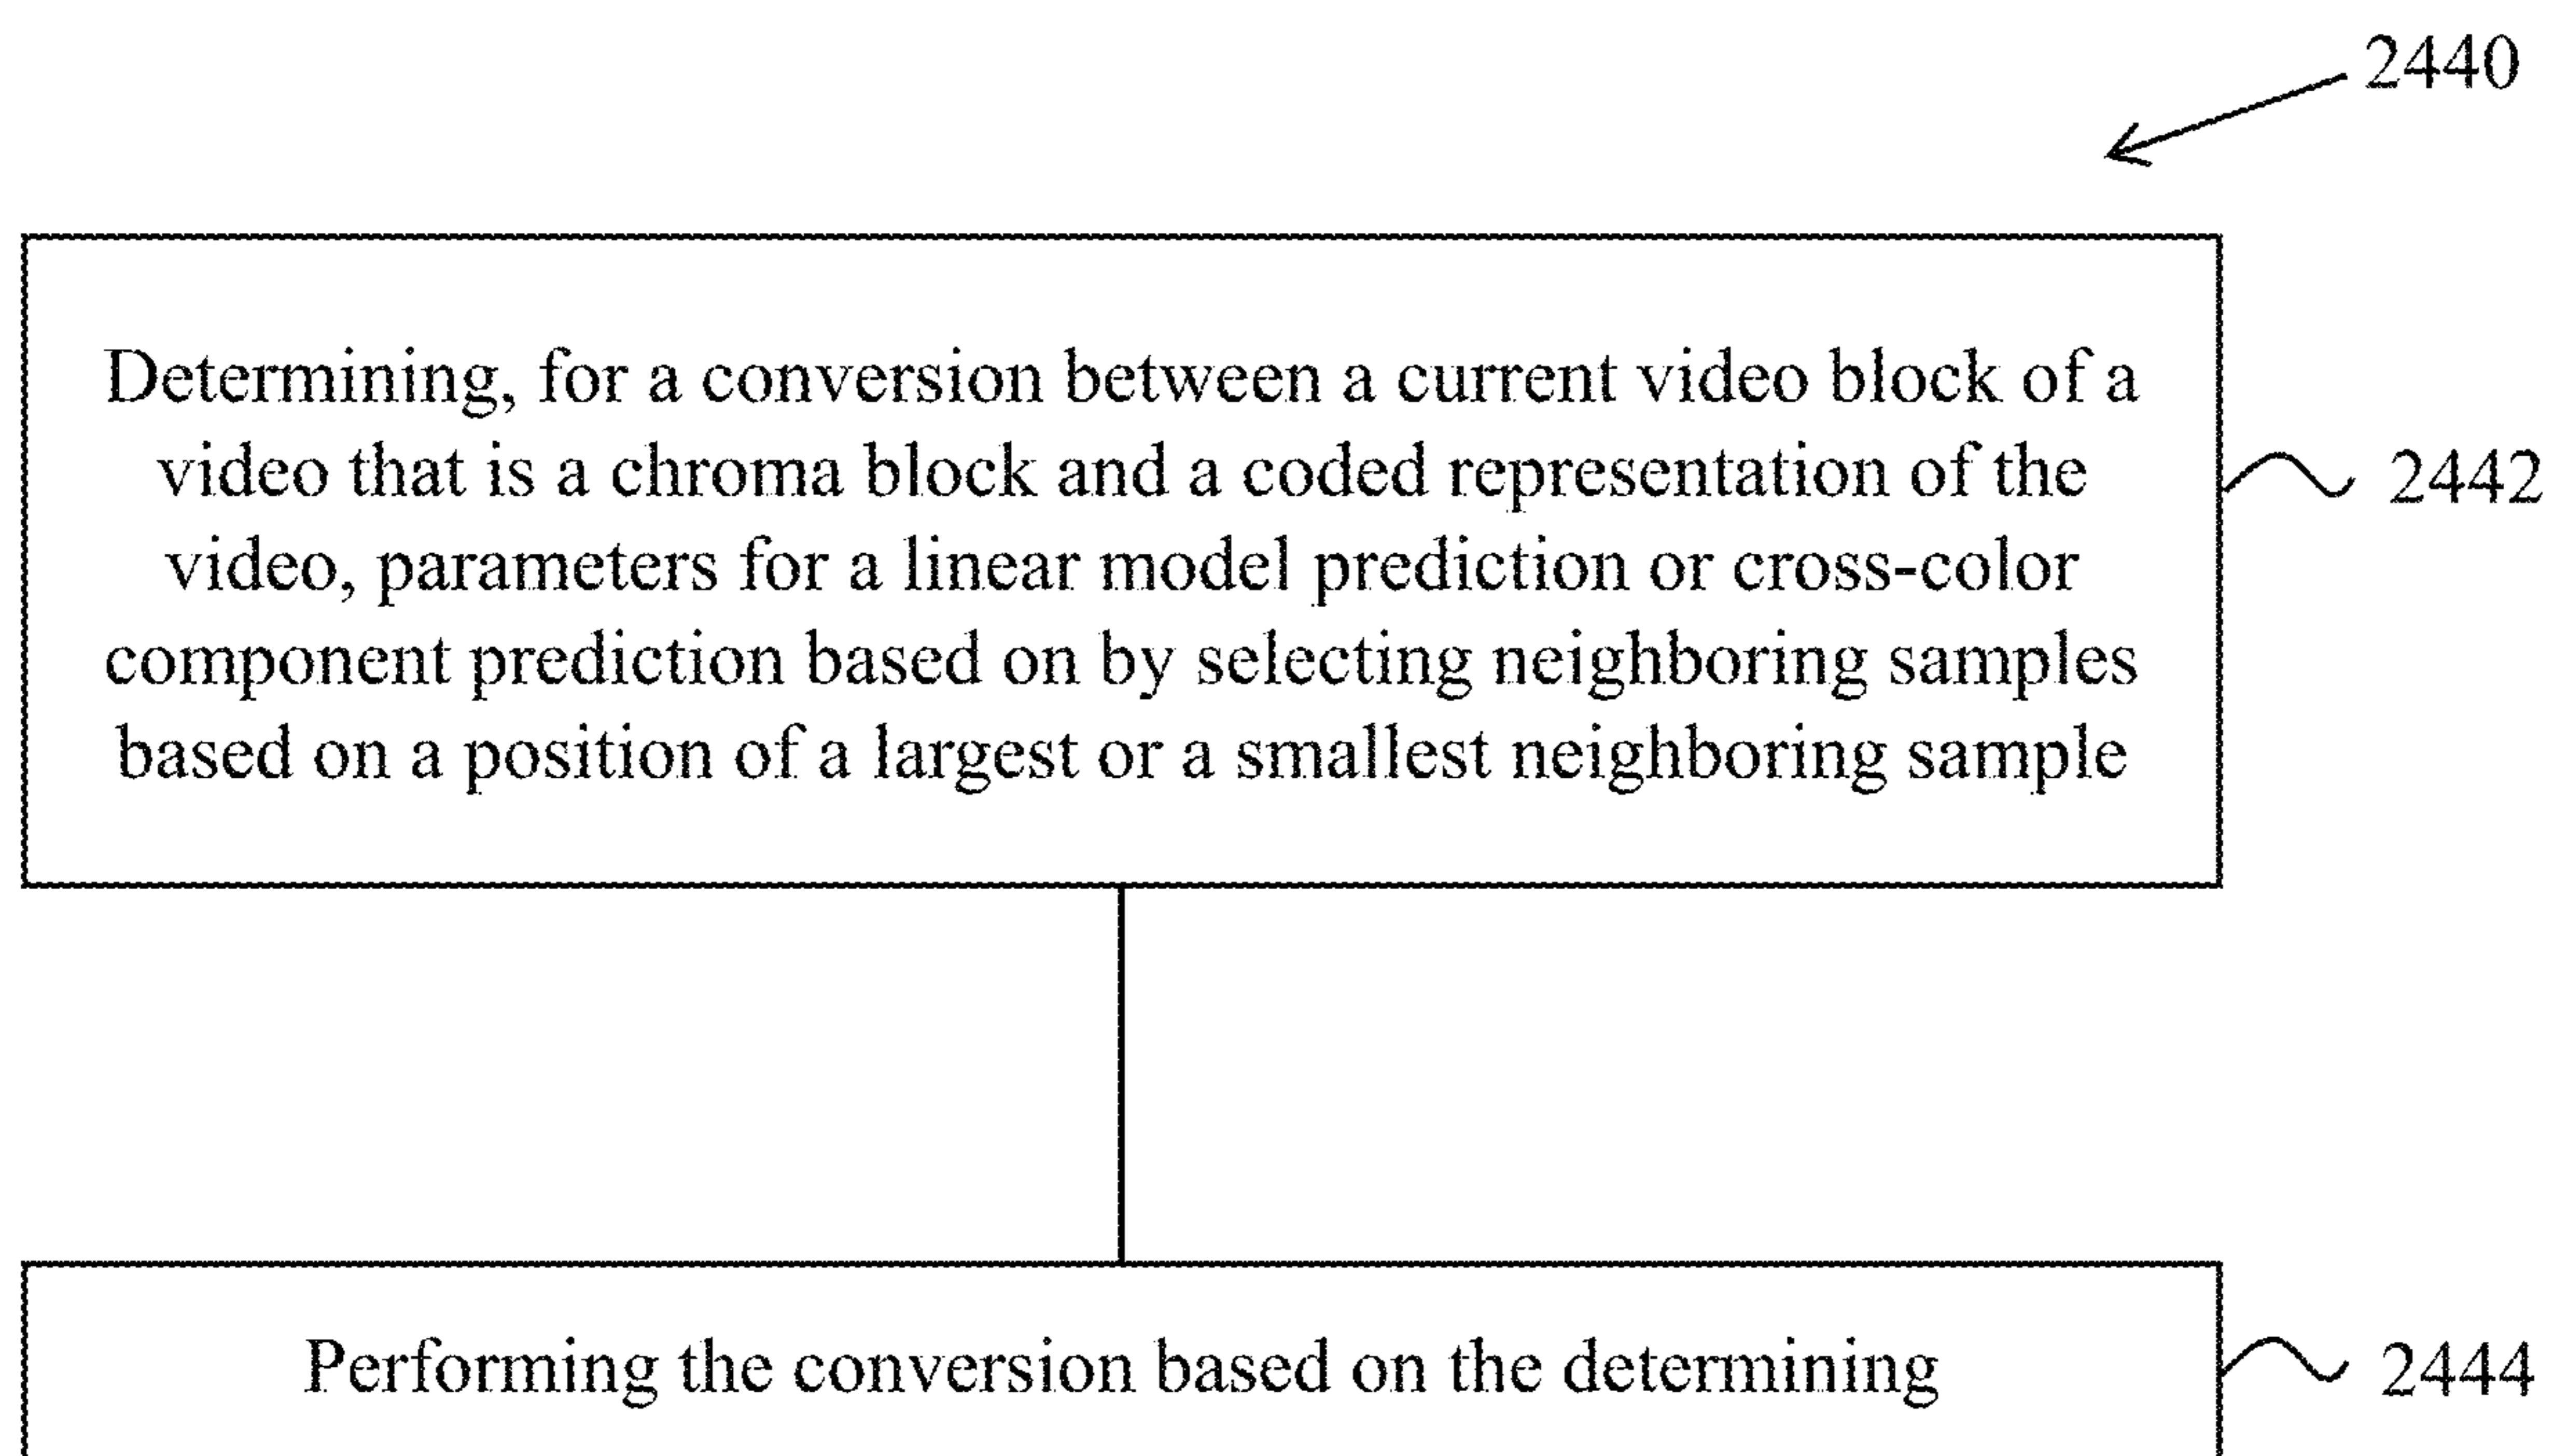 2440
Determining, for a conversion between a current video block of a
video that is a chroma block and a coded representation of the
video, parameters for a linear model prediction or cross-color
component prediction based on by selecting neighboring samples
based on a position of a largest or a smallest neighboring sample
2442
Performing the conversion based on the determining
2444